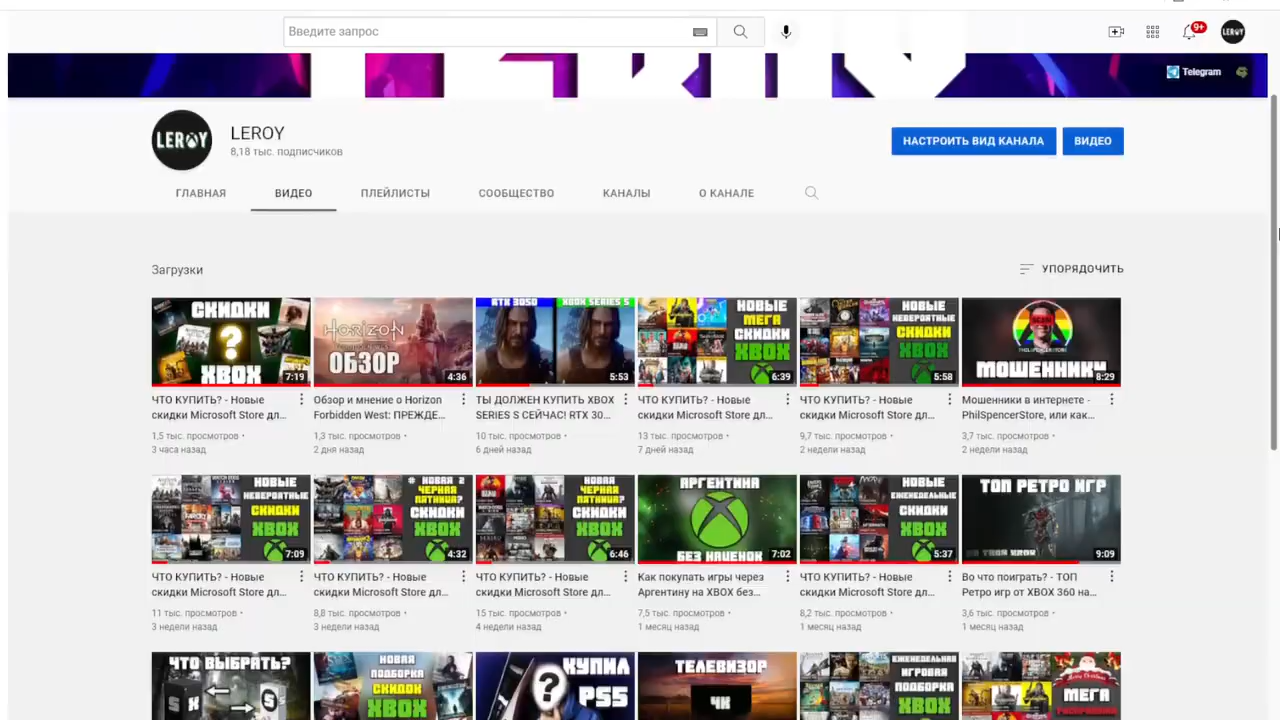 Введите запрос
9+
LEROY
Telegram
LEROY
LEROY
8,18 тыс. подписчиков
НАСТРОИТЬ ВИД КАНАЛА
ВИДЕО
ГЛАВНАЯ
ВИДЕО
ПЛЕЙЛИСТЫ
СООБЩЕСТВО
КАНАЛЫ
О КАНАЛЕ
Загрузки
УПОРЯДОЧИТЬ
СКИДКИ
?
XBOX
7:19
HORIZON
ОБЗОР
4:36
RTX 3050
XBOX SERIES S
5:53
НОВЫЕ
МЕГА
СКИДКИ
XBOX
6:39
НОВЫЕ
НЕВЕРОЯТНЫЕ
СКИДКИ
XBOX
5:58
SCAM
PHILSPENCERSTORE
МОШЕННИКИ
8:29
ЧТО КУПИТЬ? - Новые
скидки Microsoft Store дл...
1,5 тыс. просмотров •
3 часа назад
Обзор и мнение о Horizon
Forbidden West: ПРЕЖДЕ...
1,3 тыс. просмотров •
2 дня назад
ТЫ ДОЛЖЕН КУПИТЬ XBOX
SERIES S СЕЙЧАС! RTX 30...
10 тыс. просмотров •
6 дней назад
ЧТО КУПИТЬ? - Новые
скидки Microsoft Store дл...
13 тыс. просмотров •
7 дней назад
ЧТО КУПИТЬ? - Новые
скидки Microsoft Store дл...
9,7 тыс. просмотров •
2 недели назад
Мошенники в интернете -
PhilSpencerStore, или как...
3,7 тыс. просмотров •
2 недели назад
НОВЫЕ
НЕВЕРОЯТНЫЕ
СКИДКИ
XBOX
7:09
# НОВАЯ 2
ЧЕРНАЯ
ПЯТНИЦА?
СКИДКИ
XBOX
4:32
НОВАЯ
ЧЕРНАЯ
ПЯТНИЦА?
СКИДКИ
XBOX
6:46
АРГЕНТИНА
БЕЗ НАЦЕНОК
7:02
НОВЫЕ
ЕЖЕНЕДЕЛЬНЫЕ
СКИДКИ
XBOX
5:37
ТОП РЕТРО ИГР
НА ТВОЙ XBOX
9:09
ЧТО КУПИТЬ? - Новые
скидки Microsoft Store дл...
11 тыс. просмотров •
3 недели назад
ЧТО КУПИТЬ? - Новые
скидки Microsoft Store дл...
8,8 тыс. просмотров •
3 недели назад
ЧТО КУПИТЬ? - Новые
скидки Microsoft Store дл...
15 тыс. просмотров •
4 недели назад
Как покупать игры через
Аргентину на XBOX без...
7,5 тыс. просмотров •
1 месяц назад
ЧТО КУПИТЬ? - Новые
скидки Microsoft Store дл...
8,2 тыс. просмотров •
1 месяц назад
Во что поиграть? - ТОП
Ретро игр от XBOX 360 на...
3,6 тыс. просмотров •
1 месяц назад
ЧТО ВЫБРАТЬ?
НОВАЯ
ПОДБОРКА
СКИДОК
XBOX
?
КУПИЛ
PS5
ТЕЛЕВИЗОР
ЧК
ЕЖЕНЕДЕЛЬНАЯ
ИГРОВАЯ
ПОДБОРКА
XBOX
МЕГА